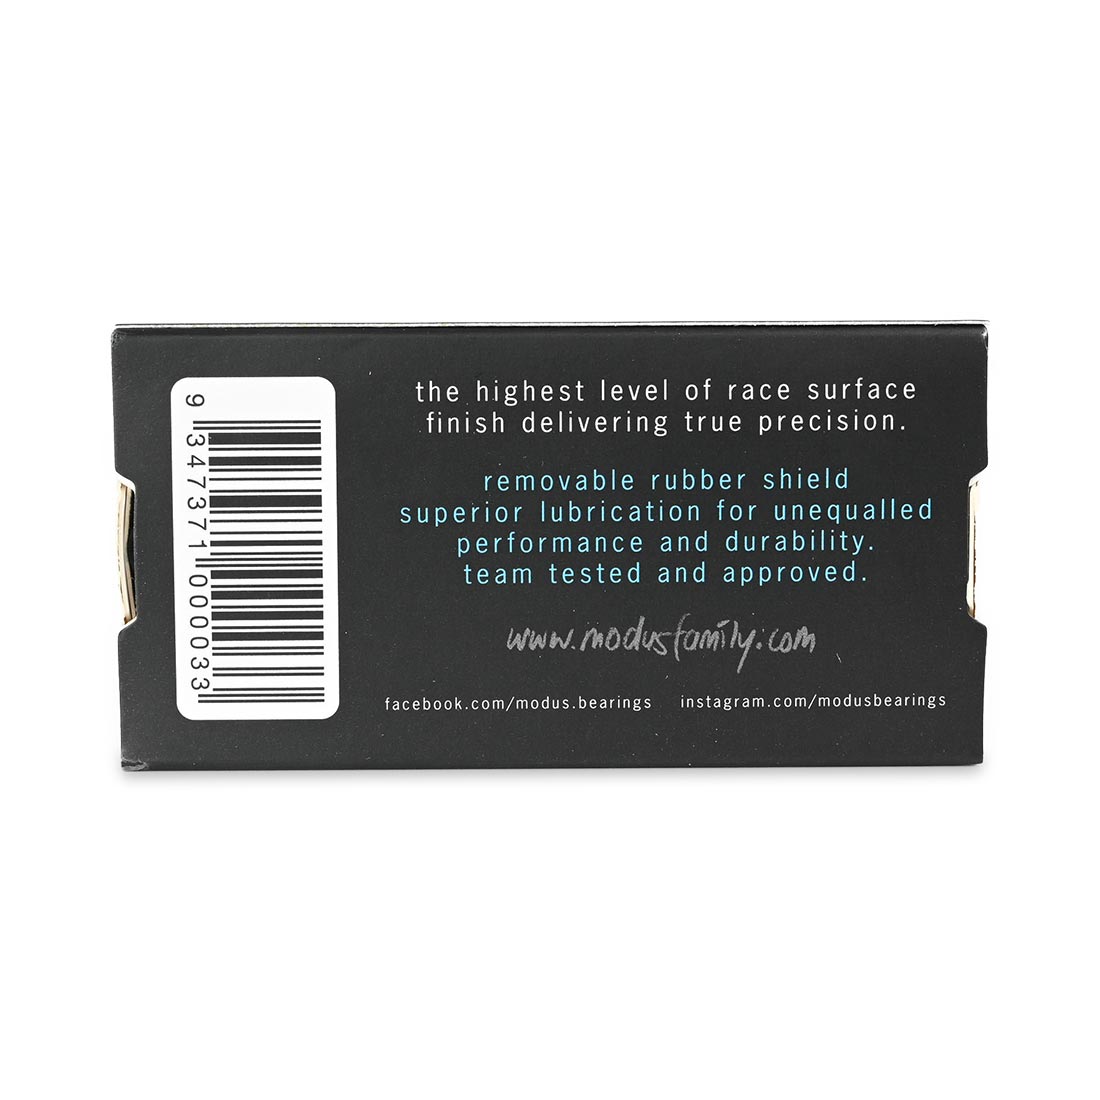 9 347371 000033
the highest level of race surface
finish delivering true precision.
removable rubber shield
superior lubrication for unequalled
performance and durability.
team tested and approved.
www.modusfamily.com
facebook.com/modus.bearings instagram.com/modusbearings